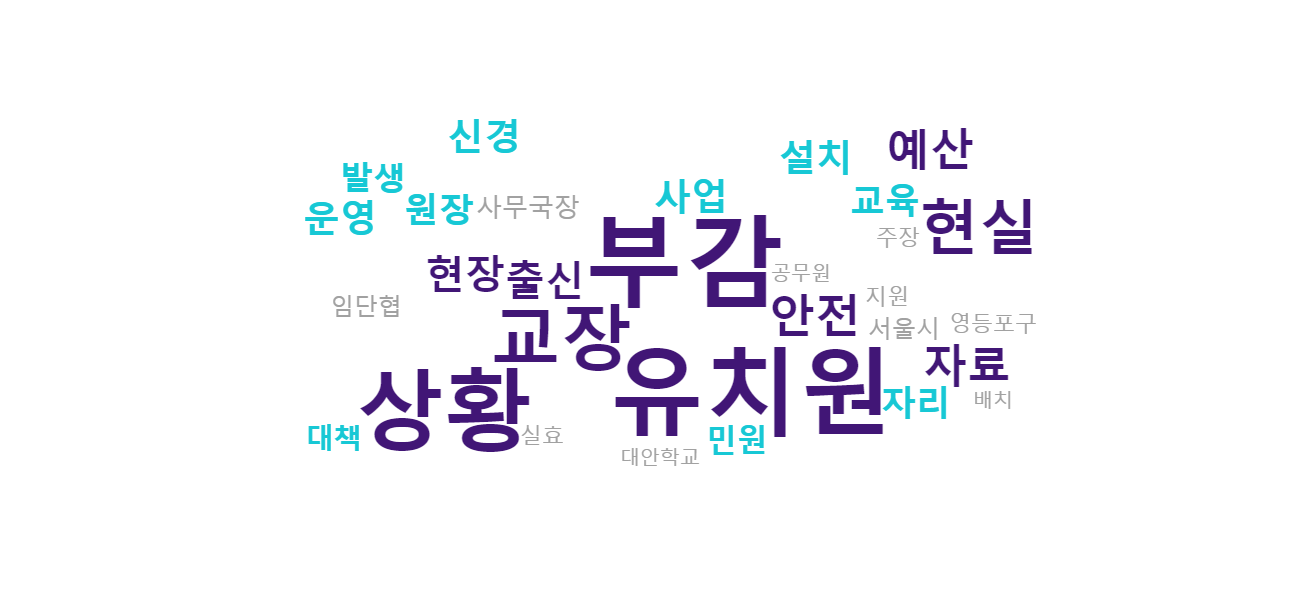 신경
설치
예산
발생
운영
원장
사무국장
사업
교육
현실
주장
부감
현장
출신
공무원
임단협
교장
안전
지원
서울시
영등포구
상황
유치원
자료
자리
배치
대책
실효
민원
대안학교